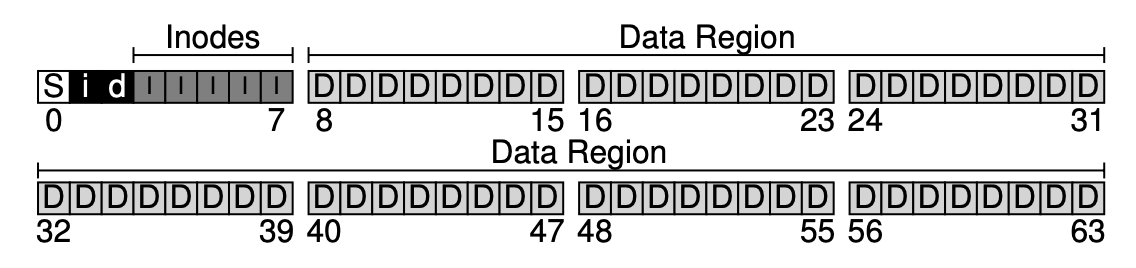 Inodes Data Region
S i d I I I I I D D D D D D D D D D D D D D D D D D D D D D D D
0 7 8 15 16 23 24 31
Data Region
D D D D D D D D D D D D D D D D D D D D D D D D D D D D D D D D
32 39 40 47 48 55 56 63